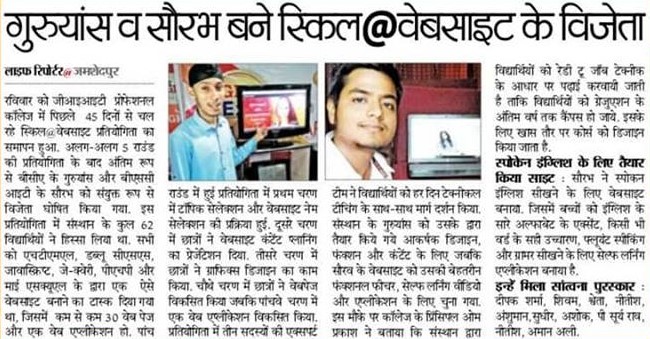 गुरुयांस व सौरभ बने स्किल@वेबसाइट के विजेता
लाइफ रिपोर्टर@जमशेदपुर
रविवार को जीआइआइटी प्रोफेशनल
कॉलेज में पिछले 45 दिनों से चल
रहे स्किल@वेबसाइट प्रतियोगिता का
समापन हुआ. अलग-अलग 5 राउंड
की प्रतियोगिता के बाद अंतिम रूप
से बीसीए के गुरुयांस और बीएससी
आइटी के सौरभ को संयुक्त रूप से
विजेता घोषित किया गया. इस
प्रतियोगिता में संस्थान के कुल 62
विद्यार्थियों ने हिस्सा लिया था. सभी
को एचटीएमएल, डब्लू सीएसएस,
जावास्क्रिप्ट, जे-क्वेरी, पीएचपी और
माई एसक्यूएल के द्वारा एक ऐसे
वेबसाइट बनाने का टास्क दिया गया
था, जिसमें कम से कम 30 वेब पेज
और एक वेब एप्लीकेशन हो. पांच
राउंड में हुई प्रतियोगिता में प्रथम चरण
में टॉपिक सेलेक्शन और वेबसाइट नेम
सेलेक्शन की प्रक्रिया हुई. दूसरे चरण
में छात्रों ने वेबसाइट कंटेंट प्लानिंग
का प्रेजेंटेशन दिया. तीसरे चरण में
छात्रों ने ग्राफिक्स डिजाइन का काम
किया. चौथे चरण में छात्रों ने वेबपेज
विकसित किया जबकि पांचवे चरण में
एक वेब एप्लीकेशन विकसित किया.
प्रतियोगिता में तीन सदस्यों की एक्सपर्ट
टीम ने विद्यार्थियों को हर दिन टेक्नीकल
टीचिंग के साथ-साथ मार्ग दर्शन किया.
संस्थान के गुरुयांस को उसके द्वारा
तैयार किये गये आकर्षक डिजाइन,
फंक्शन और कंटेंट के लिए जबकि
सौरव के वेबसाइट को उसकी बेहतरीन
फंक्शनल फीचर, सेल्फ लर्निंग वीडियो
और एप्लीकेशन के लिए चुना गया.
इस मौके पर कॉलेज के प्रिंसिपल ओम
प्रकाश ने बताया कि संस्थान द्वारा
विद्यार्थियों को रेडी टू जॉब टेक्नीक
के आधार पर पढ़ाई करवायी जाती
है ताकि विद्यार्थियों को ग्रेजुएशन के
अंतिम वर्ष तक कैंपस हो जाये. इसके
लिए खास तौर पर कोर्स को डिजाइन
किया जाता है.
स्पोकेन इंग्लिश के लिए तैयार
किया साइट : सौरभ ने स्पोकन
इंग्लिश सीखने के लिए वेबसाइट
बनाया. जिसमें बच्चों को इंग्लिश के
सारे अल्फाबेट के एक्सेंट, किसी भी
वर्ड के सही उच्चारण, फ्लूयेंट स्पीकिंग
और ग्रामर सीखने के लिए सेल्फ लर्निंग
एप्लीकेशन बनाया है.
इन्हें मिला सांत्वना पुरस्कार :
दीपक शर्मा, शिवम, श्वेता, नीतीश,
अंशुमान,सुधीर, अशोक, पी सूर्य राव,
नीतीश, अमान अली.